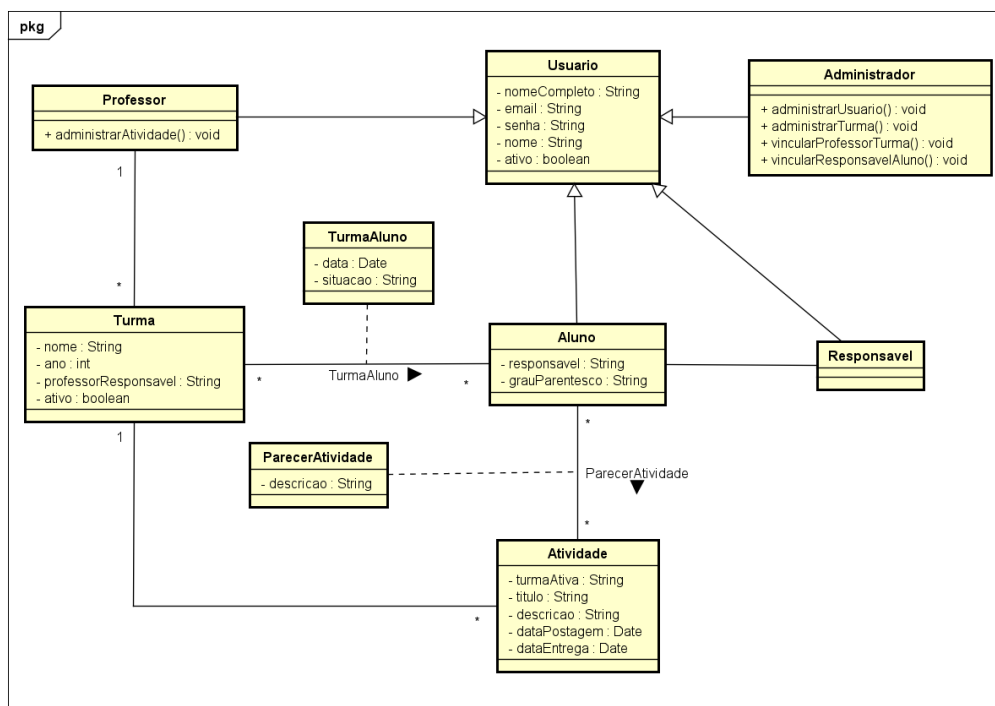 pkg
Usuario
- nomeCompleto : String
- email : String
- senha : String
- nome : String
- ativo : boolean
Administrador
+ administrarUsuario() : void
+ administrarTurma() : void
+ vincularProfessorTurma() : void
+ vincularResponsavelAluno() : void
Professor
+ administrarAtividade() : void
1
*
TurmaAluno
- data : Date
- situacao : String
Turma
- nome : String
- ano : int
- professorResponsavel : String
- ativo : boolean
*
TurmaAluno
*
Aluno
- responsavel : String
- grauParentesco : String
Responsavel
1
*
ParecerAtividade
- descricao : String
ParecerAtividade
*
Atividade
- turmaAtiva : String
- titulo : String
- descricao : String
- dataPostagem : Date
- dataEntrega : Date
*